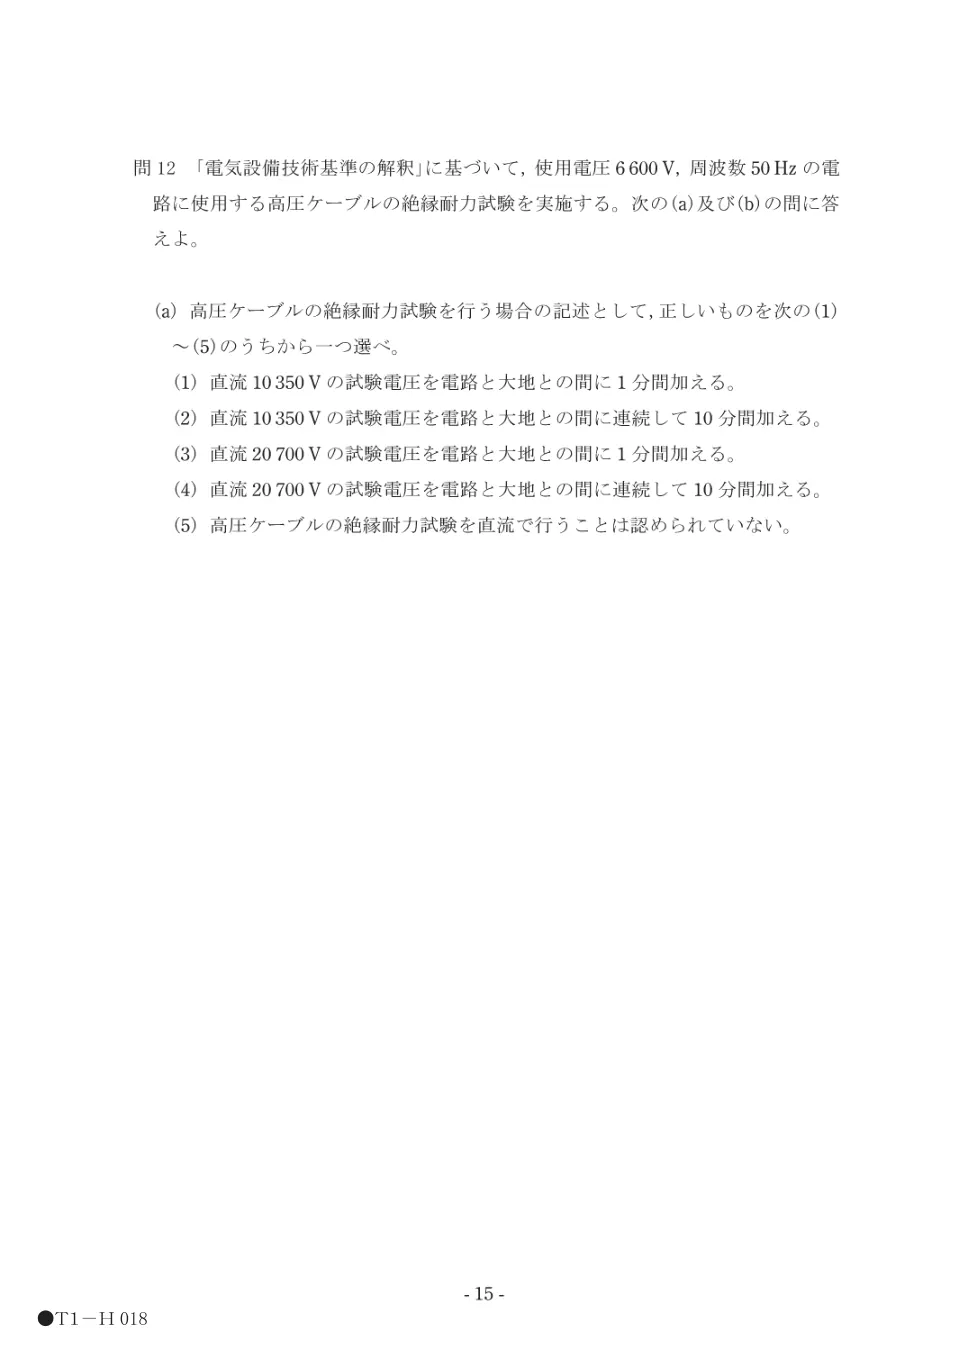 問12 「電気設備技術基準の解釈」に基づいて，使用電圧 6 600 V，周波数 50 Hz の電
路に使用する高圧ケーブルの絶縁耐力試験を実施する。次の(a)及び(b)の問に答
えよ。
(a) 高圧ケーブルの絶縁耐力試験を行う場合の記述として，正しいものを次の(1)
～(5)のうちから一つ選べ。
(1) 直流 10 350 V の試験電圧を電路と大地との間に 1 分間加える。
(2) 直流 10 350 V の試験電圧を電路と大地との間に連続して 10 分間加える。
(3) 直流 20 700 V の試験電圧を電路と大地との間に 1 分間加える。
(4) 直流 20 700 V の試験電圧を電路と大地との間に連続して 10 分間加える。
(5) 高圧ケーブルの絶縁耐力試験を直流で行うことは認められていない。
- 15 -
●T1－H 018